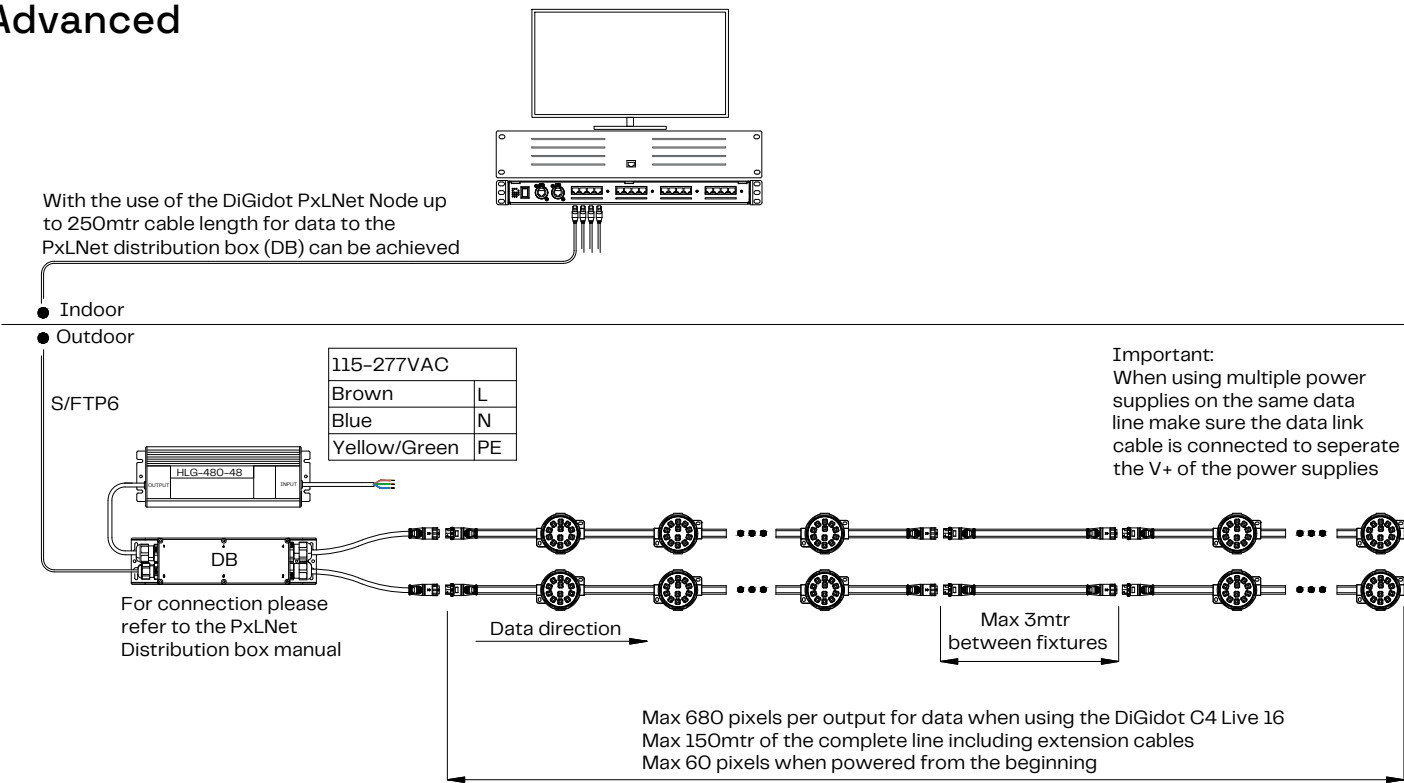 Advanced
With the use of the DiGidot PxLNet Node up
to 250mtr cable length for data to the
PxLNet distribution box (DB) can be achieved
Indoor
Outdoor
S/FTP6
115-277VAC
Brown L
Blue N
Yellow/Green PE
Important:
When using multiple power
supplies on the same data
line make sure the data link
cable is connected to seperate
the V+ of the power supplies
HLG-480-48
OUTPUT
INPUT
DB
For connection please
refer to the PxLNet
Distribution box manual
Data direction
Max 3mtr
between fixtures
Max 680 pixels per output for data when using the DiGidot C4 Live 16
Max 150mtr of the complete line including extension cables
Max 60 pixels when powered from the beginning